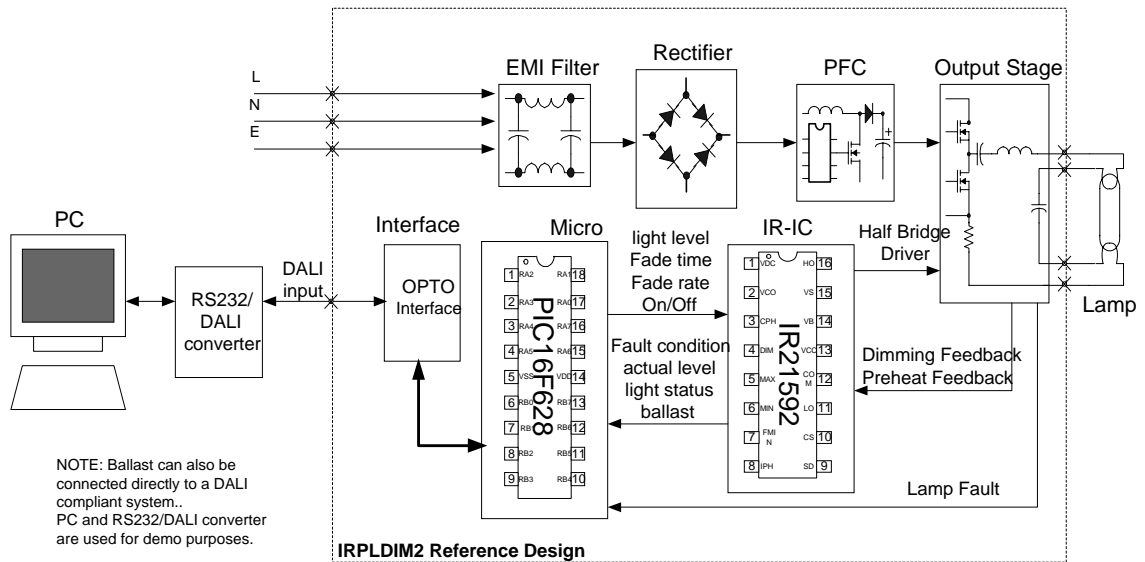 EMI Filter
Rectifier
PFC
Output Stage
L
N
E
+
PC
RS232/
DALI
converter
DALI
input
Interface
OPTO
Interface
Micro
PIC16F628
1 RA2
2 RA3
3 RA4
4 RA5
5 VSS
6 RB0
7 RB1
8 RB2
9 RB3
RA1 18
RA0 17
RA7 16
RA6 15
VDD 14
RB7 13
RB6 12
RB5 11
RB4 10
light level
Fade time
Fade rate
On/Off
Fault condition
actual level
light status
ballast
IR-IC
IR21592
1 VDC
2 VCO
3 CPH
4 DIM
5 MAX
6 MIN
7 FMI
N
8 IPH
HO 16
VS 15
VB 14
VCC 13
CO
M 12
LO 11
CS 10
SD 9
Half Bridge
Driver
Lamp
Dimming Feedback
Preheat Feedback
Lamp Fault
NOTE: Ballast can also be
connected directly to a DALI
compliant system..
PC and RS232/DALI converter
are used for demo purposes.
IRPLDIM2 Reference Design